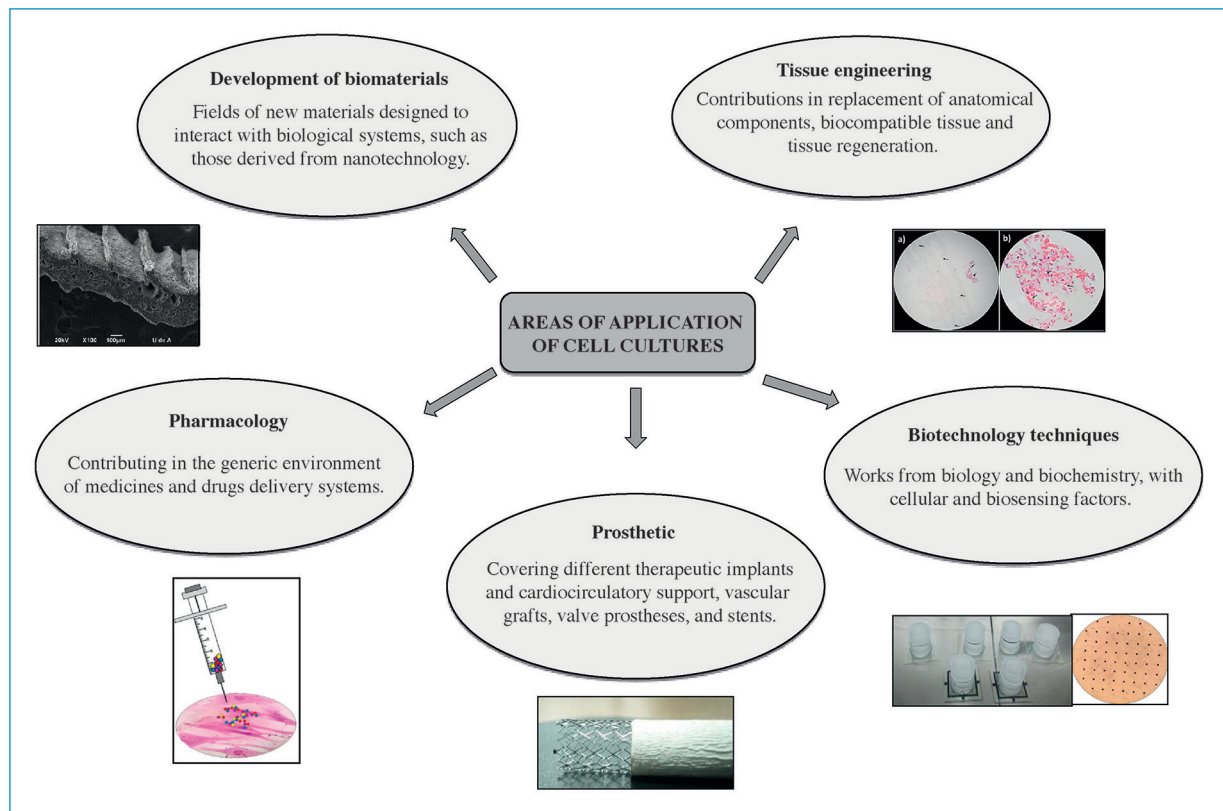 Development of biomaterials
Fields of new materials designed to
interact with biological systems, such as
those derived from nanotechnology.
Tissue engineering
Contributions in replacement of anatomical
components, biocompatible tissue and
tissue regeneration.
20kV X100 100μm U de A
a)
b)
AREAS OF APPLICATION
OF CELL CULTURES
Pharmacology
Contributing in the generic environment
of medicines and drugs delivery systems.
Prosthetic
Covering different therapeutic implants
and cardiocirculatory support, vascular
grafts, valve prostheses, and stents.
Biotechnology techniques
Works from biology and biochemistry, with
cellular and biosensing factors.